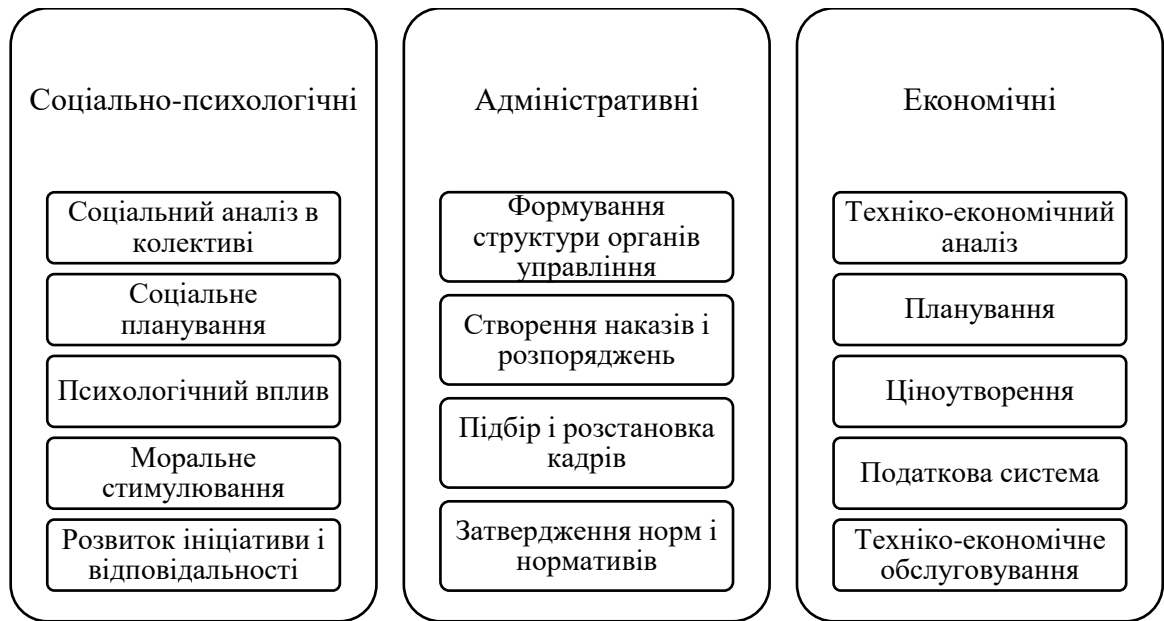 Соціально-психологічні
Соціальний аналіз в
колективі
Соціальне
планування
Психологічний вплив
Моральне
стимулювання
Розвиток ініціативи і
відповідальності
Адміністративні
Формування
структури органів
управління
Створення наказів і
розпоряджень
Підбір і розстановка
кадрів
Затвердження норм і
нормативів
Економічні
Техніко-економічний
аналіз
Планування
Ціноутворення
Податкова система
Техніко-економічне
обслуговування